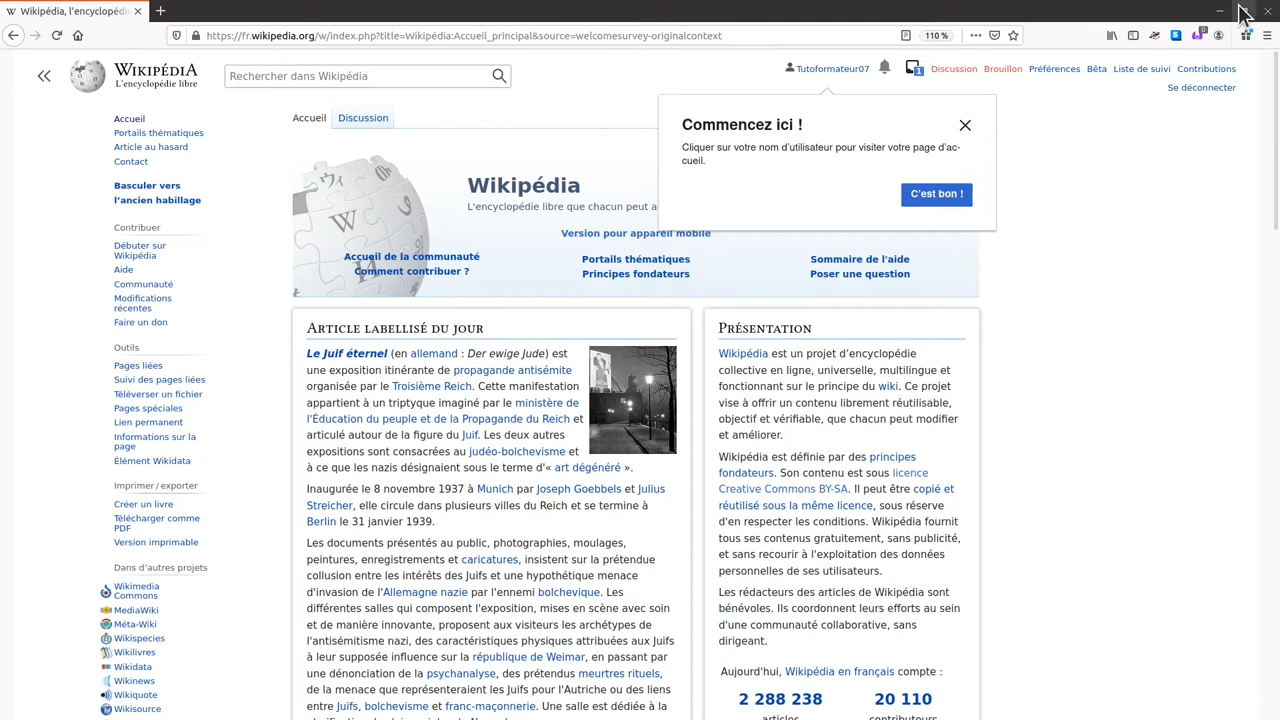 Wikipédia, l'encyclopédi
https://fr.wikipedia.org/w/index.php?title=Wikipédia:Accueil_principal&source=welcomesurvey-originalcontext
110 %
WIKIPÉDIA
L'encyclopédie libre
Rechercher dans Wikipédia
Tutoformateur07
1
Discussion
Brouillon
Préférences
Bêta
Liste de suivi
Contributions
Se déconnecter
Accueil
Portails thématiques
Article au hasard
Contact
Basculer vers
l'ancien habillage
Contribuer
Débuter sur
Wikipédia
Aide
Communauté
Modifications
récentes
Faire un don
Outils
Pages liées
Suivi des pages liées
Téléverser un fichier
Pages spéciales
Lien permanent
Informations sur la
page
Élément Wikidata
Imprimer / exporter
Créer un livre
Télécharger comme
PDF
Version imprimable
Dans d'autres projets
Wikimedia
Commons
MediaWiki
Méta-Wiki
Wikispecies
Wikilivres
Wikidata
Wikinews
Wikiquote
Wikisource
Accueil
Discussion
Commencez ici !
Cliquer sur votre nom d'utilisateur pour visiter votre page d'ac-
cueil.
C'est bon !
Wikipédia
L'encyclopédie libre que chacun peut a
Version pour appareil mobile
Accueil de la communauté
Comment contribuer ?
Portails thématiques
Principes fondateurs
Sommaire de l'aide
Poser une question
Article labellisé du jour
Le Juif éternel (en allemand : Der ewige Jude) est
une exposition itinérante de propagande antisémite
organisée par le Troisième Reich. Cette manifestation
appartient à un triptyque imaginé par le ministère de
l'Éducation du peuple et de la Propagande du Reich et
articulé autour de la figure du Juif. Les deux autres
expositions sont consacrées au judéo-bolchevisme et
à ce que les nazis désignaient sous le terme d'« art dégénéré ».
Inaugurée le 8 novembre 1937 à Munich par Joseph Goebbels et Julius
Streicher, elle circule dans plusieurs villes du Reich et se termine à
Berlin le 31 janvier 1939.
Les documents présentés au public, photographies, moulages,
peintures, enregistrements et caricatures, insistent sur la prétendue
collusion entre les intérêts des Juifs et une hypothétique menace
d'invasion de l'Allemagne nazie par l'ennemi bolchevique. Les
différentes salles qui composent l'exposition, mises en scène avec soin
et de manière innovante, proposent aux visiteurs les archétypes de
l'antisémitisme nazi, des caractéristiques physiques attribuées aux Juifs
à leur supposée influence sur la république de Weimar, en passant par
une dénonciation de la psychanalyse, des prétendus meurtres rituels,
de la menace que représenteraient les Juifs pour l'Autriche ou des liens
entre Juifs, bolchevisme et franc-maçonnerie. Une salle est dédiée à la
Présentation
Wikipédia est un projet d'encyclopédie
collective en ligne, universelle, multilingue et
fonctionnant sur le principe du wiki. Ce projet
vise à offrir un contenu librement réutilisable,
objectif et vérifiable, que chacun peut modifier
et améliorer.
Wikipédia est définie par des principes
fondateurs. Son contenu est sous licence
Creative Commons BY-SA. Il peut être copié et
réutilisé sous la même licence, sous réserve
d'en respecter les conditions. Wikipédia fournit
tous ses contenus gratuitement, sans publicité,
et sans recourir à l'exploitation des données
personnelles de ses utilisateurs.
Les rédacteurs des articles de Wikipédia sont
bénévoles. Ils coordonnent leurs efforts au sein
d'une communauté collaborative, sans
dirigeant.
Aujourd'hui, Wikipédia en français compte :
2 288 238
20 110
articles
contributeurs